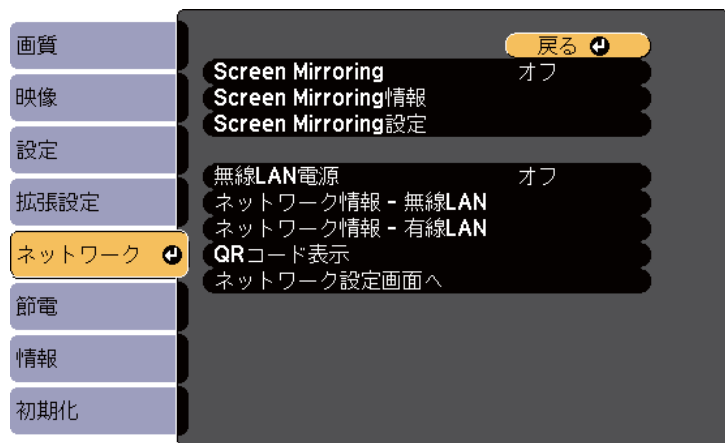 画質
映像
設定
拡張設定
ネットワーク
節電
情報
初期化
戻る
Screen Mirroring オフ
Screen Mirroring情報
Screen Mirroring設定
無線LAN電源 オフ
ネットワーク情報 - 無線LAN
ネットワーク情報 - 有線LAN
QRコード表示
ネットワーク設定画面へ